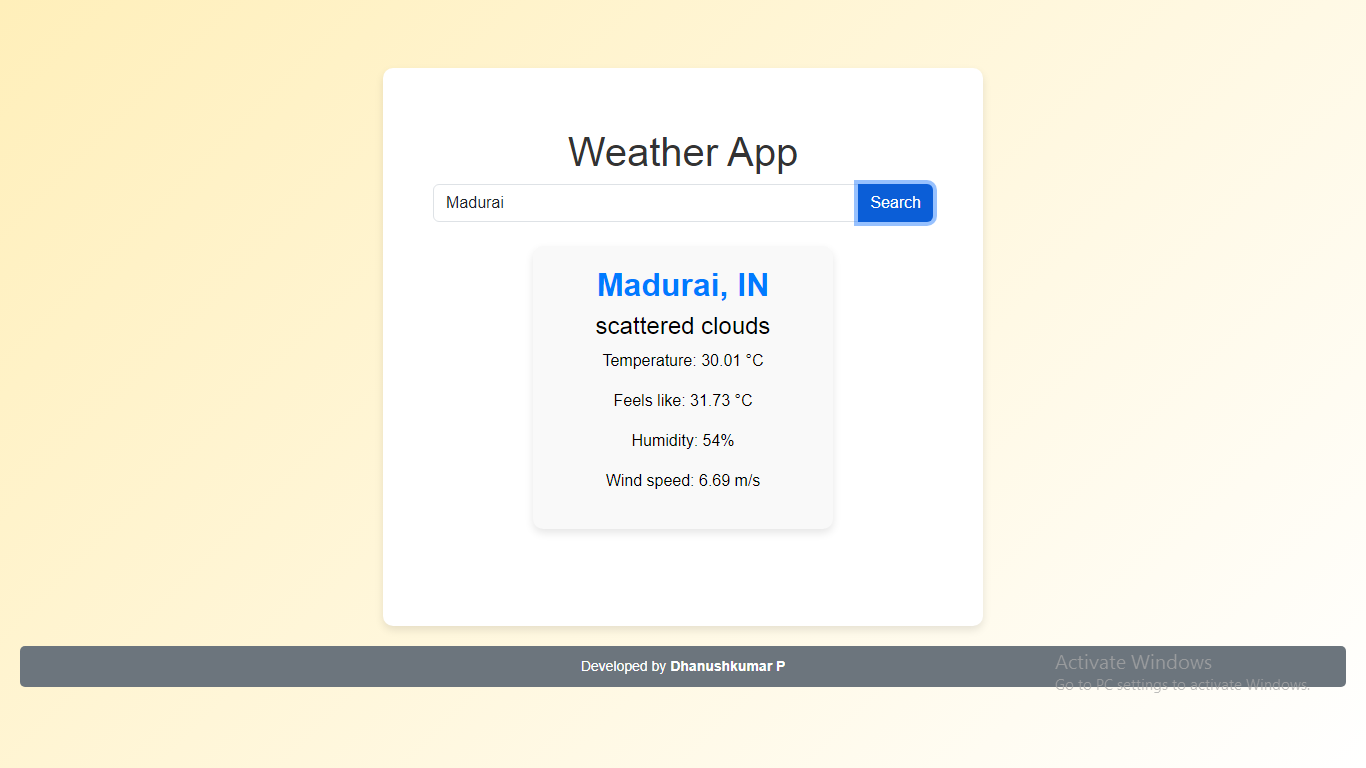 Weather App
Madurai
Search
Madurai, IN
scattered clouds
Temperature: 30.01 °C
Feels like: 31.73 °C
Humidity: 54%
Wind speed: 6.69 m/s
Developed by Dhanushkumar P
Activate Windows
Go to PC settings to activate Windows.